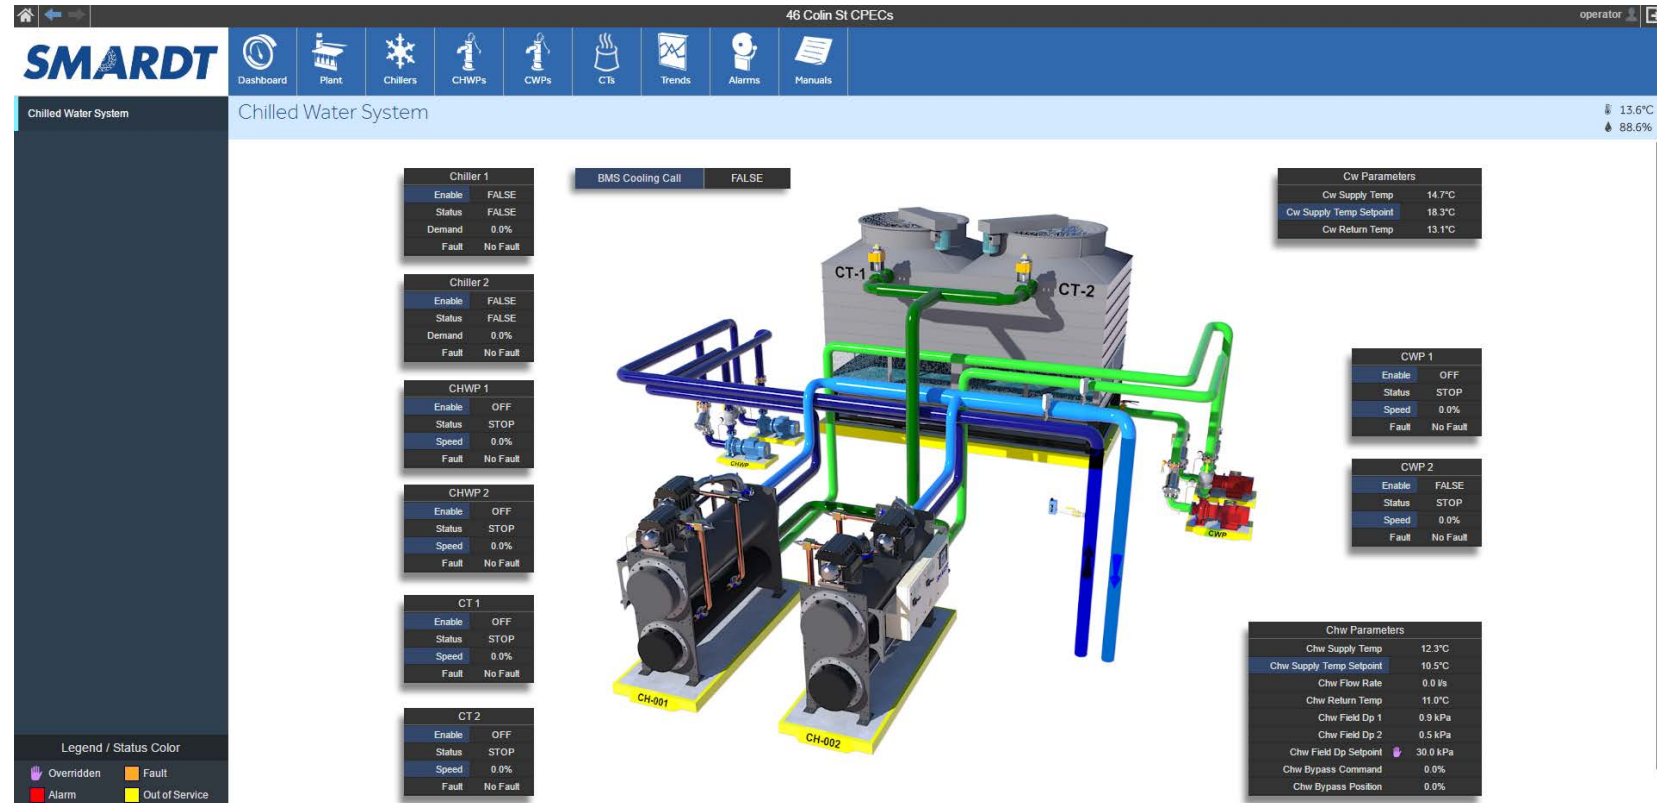 46 Colin St CPECs
operator
SMARDT
Dashboard
Plant
Chillers
CHWPs
CWPs
CTs
Trends
Alarms
Manuals
Chilled Water System
Chilled Water System
13.6°C
88.6%
Chiller 1
Enable FALSE
Status FALSE
Demand 0.0%
Fault No Fault
Chiller 2
Enable FALSE
Status FALSE
Demand 0.0%
Fault No Fault
CHWP 1
Enable OFF
Status STOP
Speed 0.0%
Fault No Fault
CHWP 2
Enable OFF
Status STOP
Speed 0.0%
Fault No Fault
CT 1
Enable OFF
Status STOP
Speed 0.0%
Fault No Fault
CT 2
Enable OFF
Status STOP
Speed 0.0%
Fault No Fault
BMS Cooling Call FALSE
CT-1
CT-2
CHWP
CWP
CH-001
CH-002
Cw Parameters
Cw Supply Temp 14.7°C
Cw Supply Temp Setpoint 18.3°C
Cw Return Temp 13.1°C
CWP 1
Enable OFF
Status STOP
Speed 0.0%
Fault No Fault
CWP 2
Enable FALSE
Status STOP
Speed 0.0%
Fault No Fault
Chw Parameters
Chw Supply Temp 12.3°C
Chw Supply Temp Setpoint 10.5°C
Chw Flow Rate 0.0 l/s
Chw Return Temp 11.0°C
Chw Field Dp 1 0.9 kPa
Chw Field Dp 2 0.5 kPa
Chw Field Dp Setpoint 30.0 kPa
Chw Bypass Command 0.0%
Chw Bypass Position 0.0%
Legend / Status Color
Overridden
Fault
Alarm
Out of Service